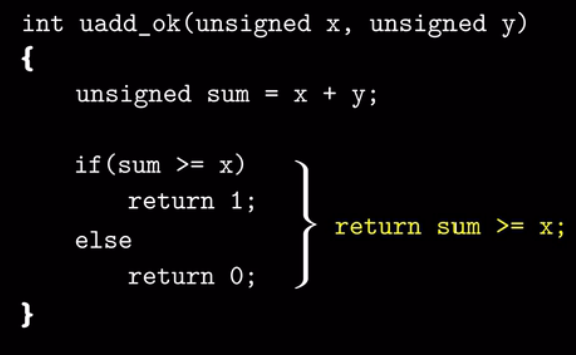 int uadd_ok(unsigned x, unsigned y)
{
unsigned sum = x + y;
if(sum >= x)
return 1;
return sum >= x;
else
return 0;
}